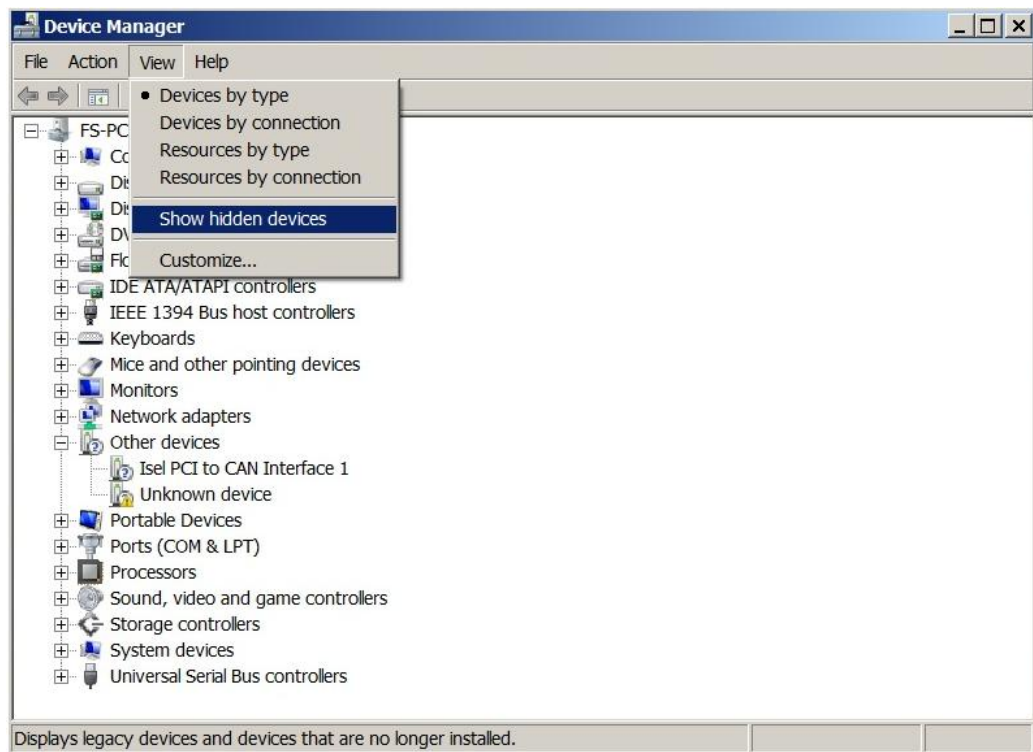 Device Manager
File Action View Help
Devices by type
Devices by connection
Resources by type
Resources by connection
Show hidden devices
Customize...
FS-PC
IDE ATA/ATAPI controllers
IEEE 1394 Bus host controllers
Keyboards
Mice and other pointing devices
Monitors
Network adapters
Other devices
Isel PCI to CAN Interface 1
Unknown device
Portable Devices
Ports (COM & LPT)
Processors
Sound, video and game controllers
Storage controllers
System devices
Universal Serial Bus controllers
Displays legacy devices and devices that are no longer installed.